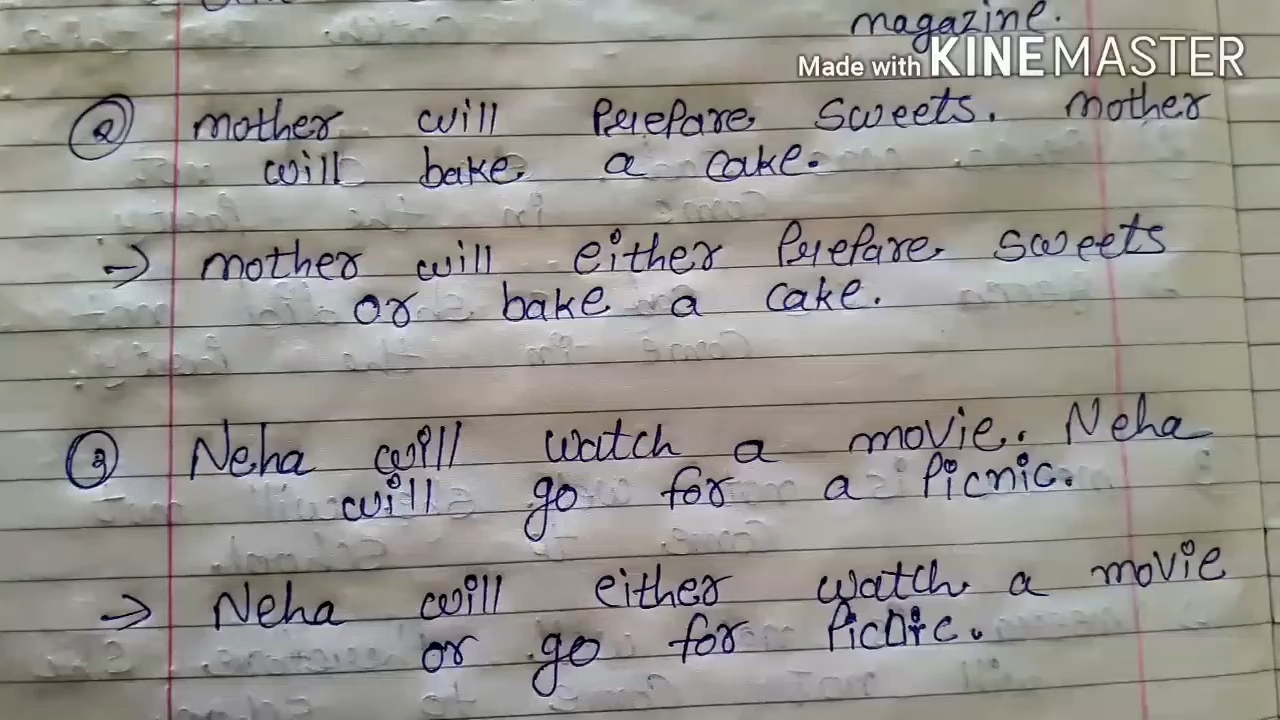 magazine.
Made with KINEMASTER
② mother will Prepare sweets. mother
will bake a cake.
→ mother will either Prepare sweets
or bake a cake.
③ Neha will watch a movie. Neha
will go for a Picnic.
→ Neha will either watch a movie
or go for Picnic.